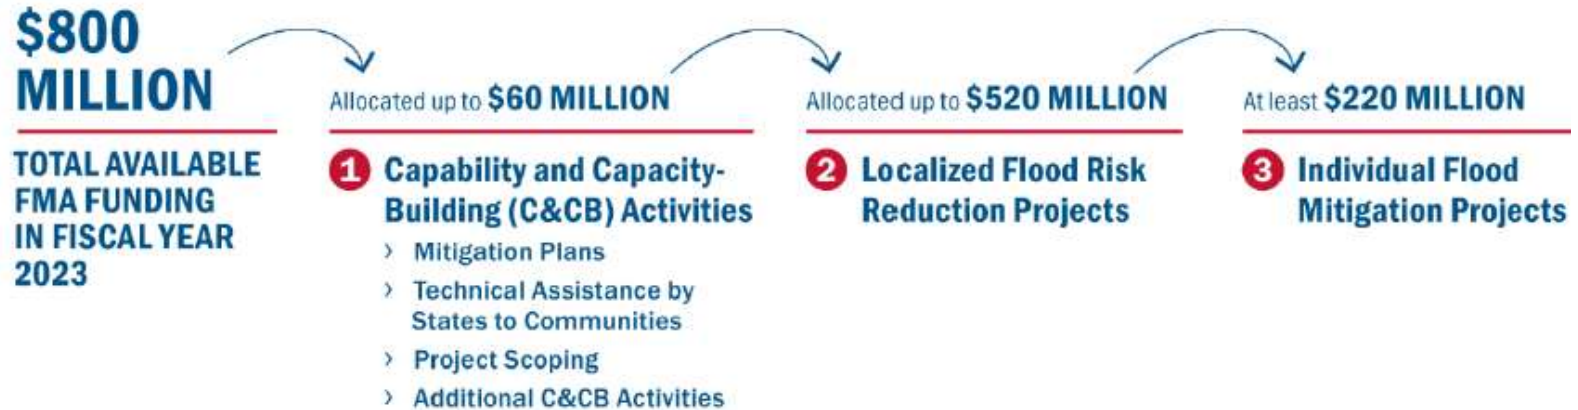 $800
MILLION
TOTAL AVAILABLE
FMA FUNDING
IN FISCAL YEAR
2023
Allocated up to $60 MILLION
1 Capability and Capacity-
Building (C&CB) Activities
› Mitigation Plans
› Technical Assistance by
States to Communities
› Project Scoping
› Additional C&CB Activities
Allocated up to $520 MILLION
2 Localized Flood Risk
Reduction Projects
At least $220 MILLION
3 Individual Flood
Mitigation Projects